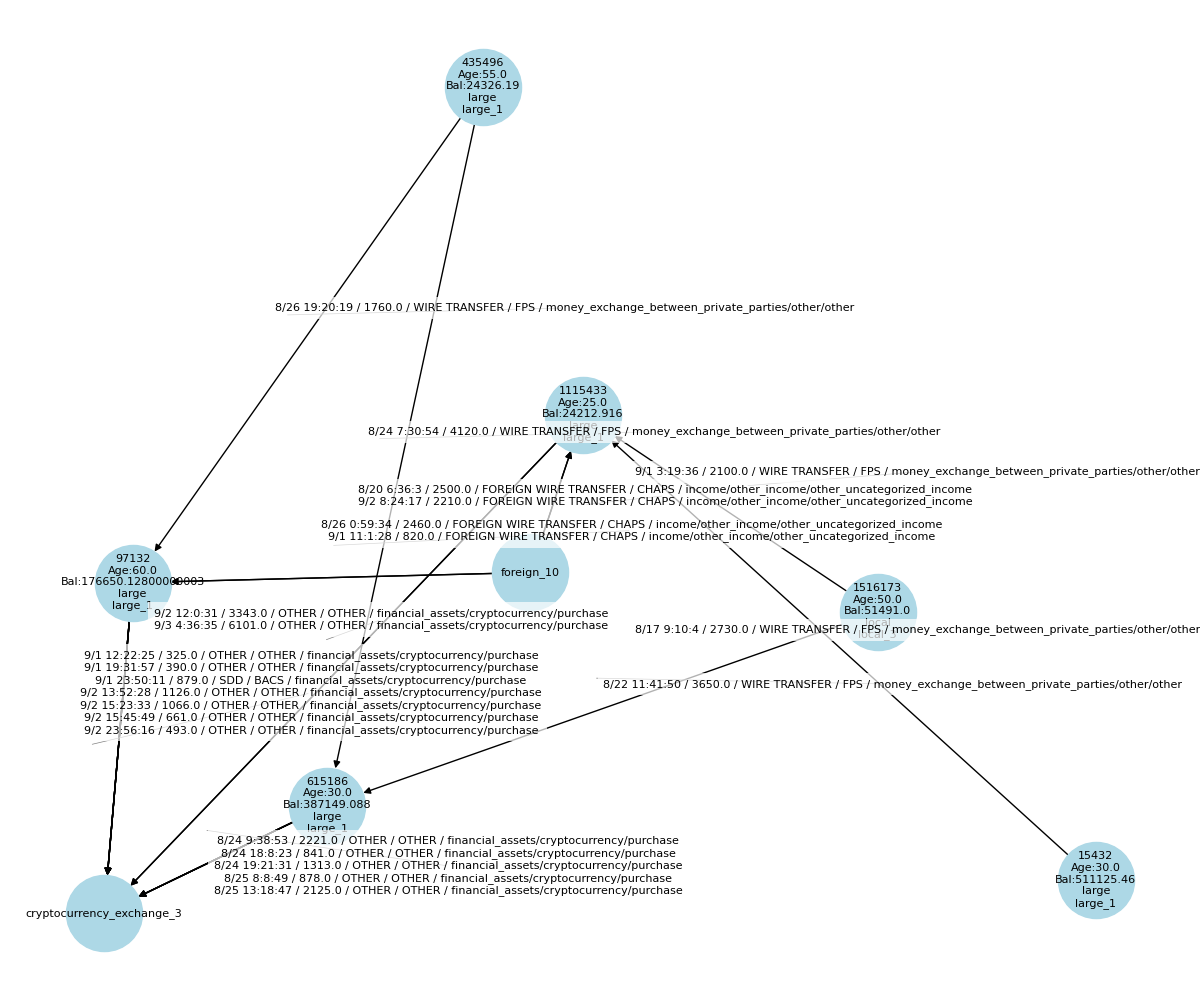 435496
Age:55.0
Bal:24326.19
large
large_1
8/26 19:20:19 / 1760.0 / WIRE TRANSFER / FPS / money_exchange_between_private_parties/other/other
1115433
Age:25.0
Bal:24212.916
large
large_1
8/24 7:30:54 / 4120.0 / WIRE TRANSFER / FPS / money_exchange_between_private_parties/other/other
9/1 3:19:36 / 2100.0 / WIRE TRANSFER / FPS / money_exchange_between_private_parties/other/other
8/20 6:36:3 / 2500.0 / FOREIGN WIRE TRANSFER / CHAPS / income/other_income/other_uncategorized_income
9/2 8:24:17 / 2210.0 / FOREIGN WIRE TRANSFER / CHAPS / income/other_income/other_uncategorized_income
8/26 0:59:34 / 2460.0 / FOREIGN WIRE TRANSFER / CHAPS / income/other_income/other_uncategorized_income
9/1 11:1:28 / 820.0 / FOREIGN WIRE TRANSFER / CHAPS / income/other_income/other_uncategorized_income
foreign_10
97132
Age:60.0
Bal:176650.12800000003
large
large_1
1516173
Age:50.0
Bal:51491.0
local
9/2 12:0:31 / 3343.0 / OTHER / OTHER / financial_assets/cryptocurrency/purchase
9/3 4:36:35 / 6101.0 / OTHER / OTHER / financial_assets/cryptocurrency/purchase
8/17 9:10:4 / 2730.0 / WIRE TRANSFER / FPS / money_exchange_between_private_parties/other/other
9/1 12:22:25 / 325.0 / OTHER / OTHER / financial_assets/cryptocurrency/purchase
9/1 19:31:57 / 390.0 / OTHER / OTHER / financial_assets/cryptocurrency/purchase
9/1 23:50:11 / 879.0 / SDD / BACS / financial_assets/cryptocurrency/purchase
9/2 13:52:28 / 1126.0 / OTHER / OTHER / financial_assets/cryptocurrency/purchase
9/2 15:23:33 / 1066.0 / OTHER / OTHER / financial_assets/cryptocurrency/purchase
9/2 15:45:49 / 661.0 / OTHER / OTHER / financial_assets/cryptocurrency/purchase
9/2 23:56:16 / 493.0 / OTHER / OTHER / financial_assets/cryptocurrency/purchase
8/22 11:41:50 / 3650.0 / WIRE TRANSFER / FPS / money_exchange_between_private_parties/other/other
615186
Age:30.0
Bal:387149.088
large
large_1
8/24 9:38:53 / 2221.0 / OTHER / OTHER / financial_assets/cryptocurrency/purchase
8/24 18:8:23 / 841.0 / OTHER / OTHER / financial_assets/cryptocurrency/purchase
8/24 19:21:31 / 1313.0 / OTHER / OTHER / financial_assets/cryptocurrency/purchase
8/25 8:8:49 / 878.0 / OTHER / OTHER / financial_assets/cryptocurrency/purchase
8/25 13:18:47 / 2125.0 / OTHER / OTHER / financial_assets/cryptocurrency/purchase
15432
Age:30.0
Bal:511125.46
large
large_1
cryptocurrency_exchange_3